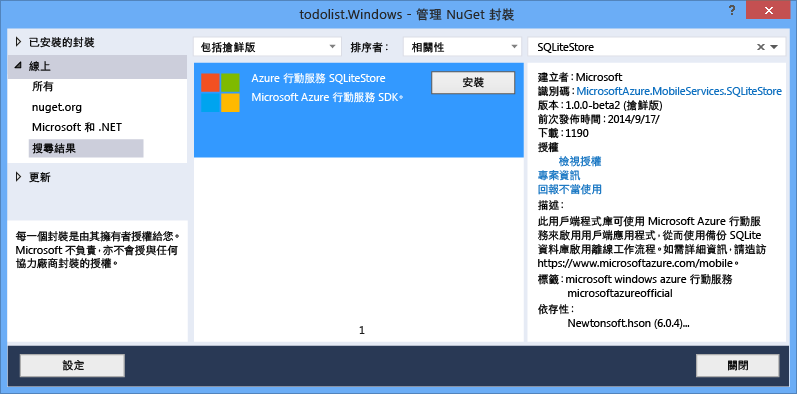 todolist.Windows - 管理 NuGet 封裝
?
已安裝的封裝
線上
所有
nuget.org
Microsoft 和 .NET
搜尋結果
更新
每一個封裝是由其擁有者授權給您。
Microsoft 不負責，亦不會授與任何
協力廠商封裝的授權。
設定
包括搶鮮版
排序者：
相關性
Azure 行動服務 SQLiteStore
Microsoft Azure 行動服務 SDK。
安裝
1
SQLiteStore
建立者：Microsoft
識別碼：MicrosoftAzure.MobileServices.SQLiteStore
版本：1.0.0-beta2 (搶鮮版)
前次發佈時間：2014/9/17/
下載：1190
授權
檢視授權
專案資訊
回報不當使用
描述：
此用戶端程式庫可使用 Microsoft Azure 行動服
務來啟用用戶端應用程式，從而使用備份 SQLite
資料庫啟用離線工作流程。如需詳細資訊，請造訪
https://www.microsoftazure.com/mobile。
標籤：microsoft windows azure 行動服務
microsoftazureofficial
依存性：
Newtonsoft.hson (6.0.4)...
關閉